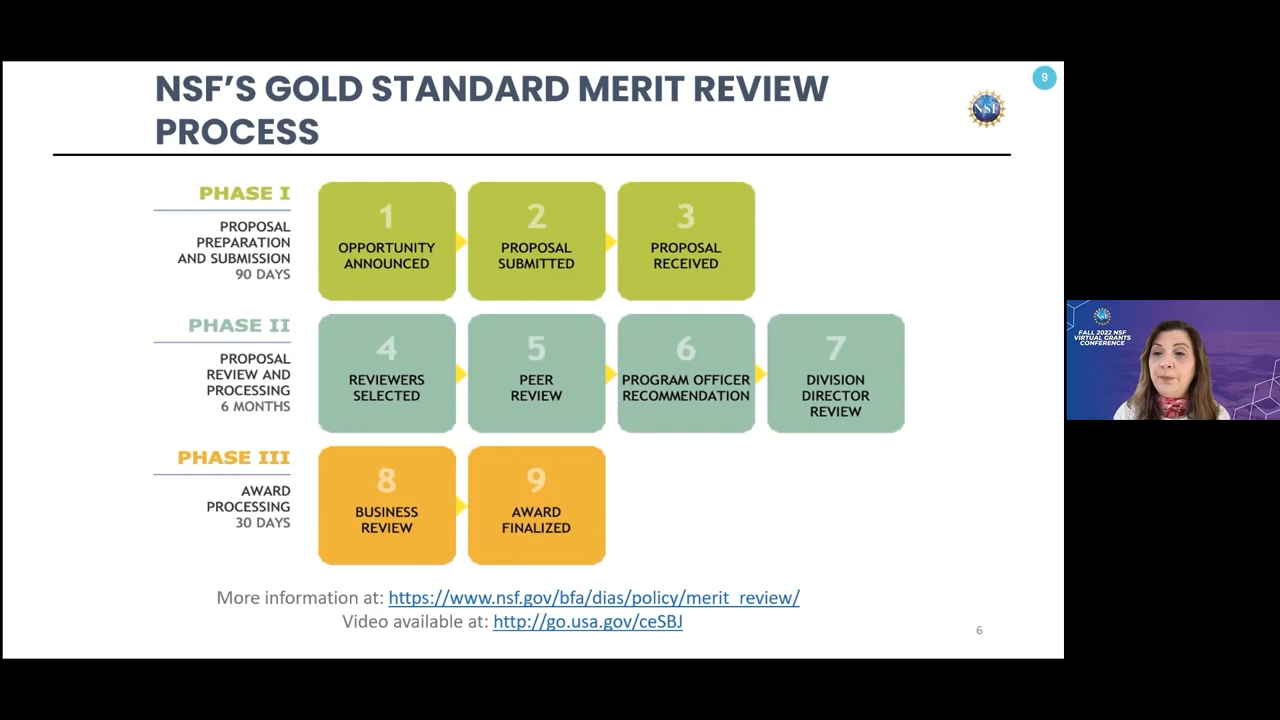 NSF'S GOLD STANDARD MERIT REVIEW
PROCESS
NSF
9
PHASE I
PROPOSAL
PREPARATION
AND SUBMISSION
90 DAYS
1
OPPORTUNITY
ANNOUNCED
2
PROPOSAL
SUBMITTED
3
PROPOSAL
RECEIVED
PHASE II
PROPOSAL
REVIEW AND
PROCESSING
6 MONTHS
4
REVIEWERS
SELECTED
5
PEER
REVIEW
6
PROGRAM OFFICER
RECOMMENDATION
7
DIVISION
DIRECTOR
REVIEW
PHASE III
AWARD
PROCESSING
30 DAYS
8
BUSINESS
REVIEW
9
AWARD
FINALIZED
More information at: https://www.nsf.gov/bfa/dias/policy/merit_review/
Video available at: http://go.usa.gov/ceSBJ
6
NSF
FALL 2022 NSF
VIRTUAL GRANTS
CONFERENCE